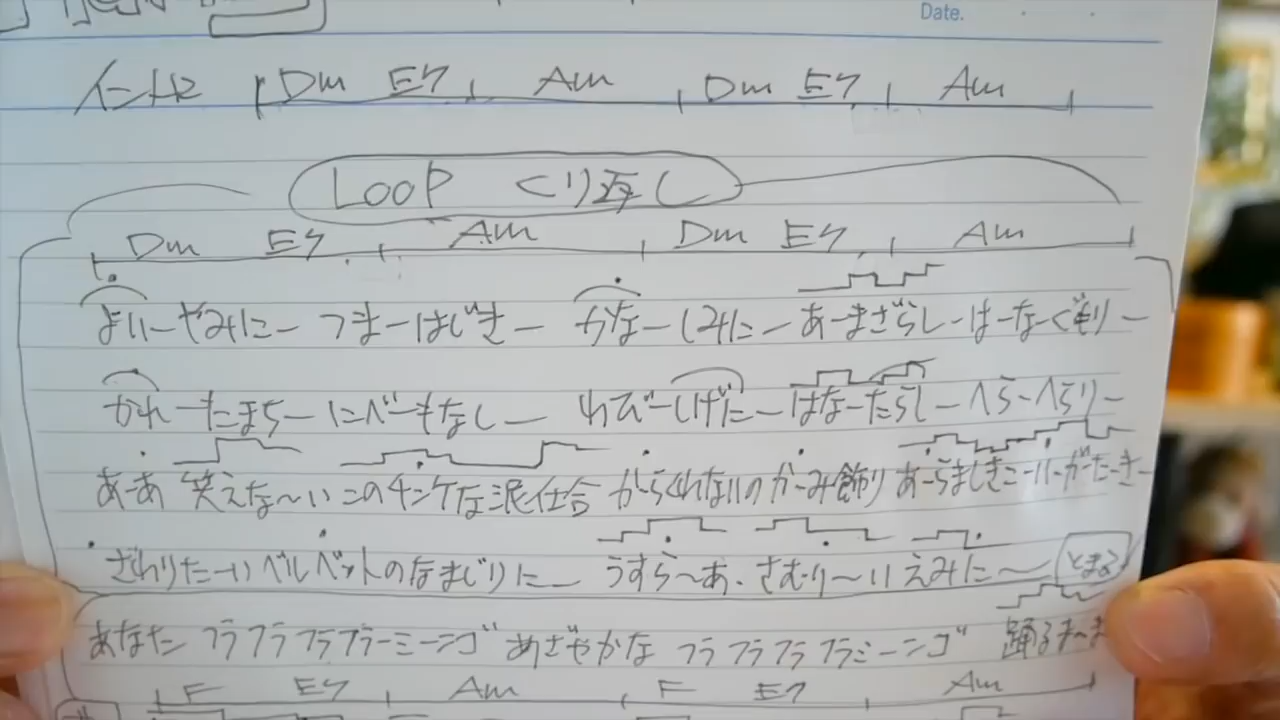 Date.
イントロ Dm E7 Am Dm E7 Am
LOOP くり返し
Dm E7 Am Dm E7 Am
よいーやみにー つまーはじきー かなーしみにーあーまざらしーはーなーぐもりー
かれーたまちーにべーもなしー わびーしげにーはなーたらしーへらーへらりー
あーあ 笑えな〜いこのチンケな泥仕合 かーらくれないのかーみ飾り あーらましきこーいーがたーきー
ざわりたーいベルベットのなまじりにー うすら〜あ、さむり〜い えみに〜 とまる
あなた フラフラフラフラーミーンゴ あざやかな フラフラフラフラミーンゴ 踊るま〜ま
F E7 Am F E7 Am